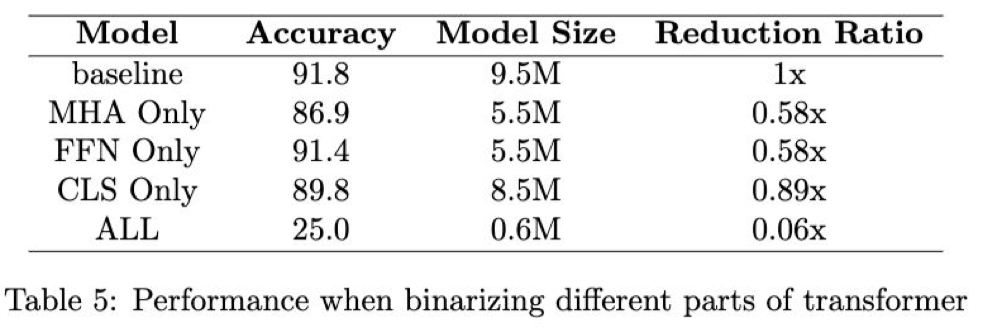 Model Accuracy Model Size Reduction Ratio
baseline 91.8 9.5M 1x
MHA Only 86.9 5.5M 0.58x
FFN Only 91.4 5.5M 0.58x
CLS Only 89.8 8.5M 0.89x
ALL 25.0 0.6M 0.06x
Table 5: Performance when binarizing different parts of transformer